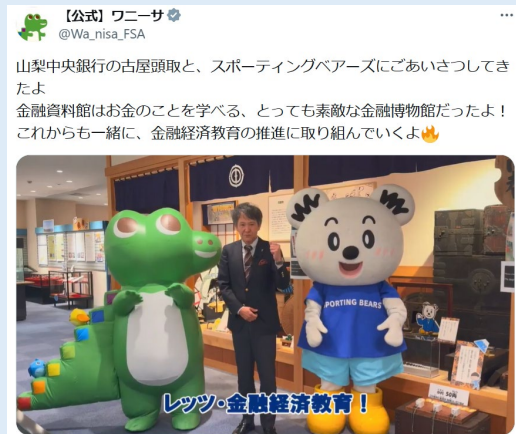 【公式】ワニーサ
@Wa_nisa_FSA
山梨中央銀行の古屋頭取と、スポーティングベアーズにごあいさつしてき
たよ
金融資料館はお金のことを学べる、とっても素敵な金融博物館だったよ！
これからも一緒に、金融経済教育の推進に取り組んでいくよ🔥
SPORTING BEARS
レッツ・金融経済教育！